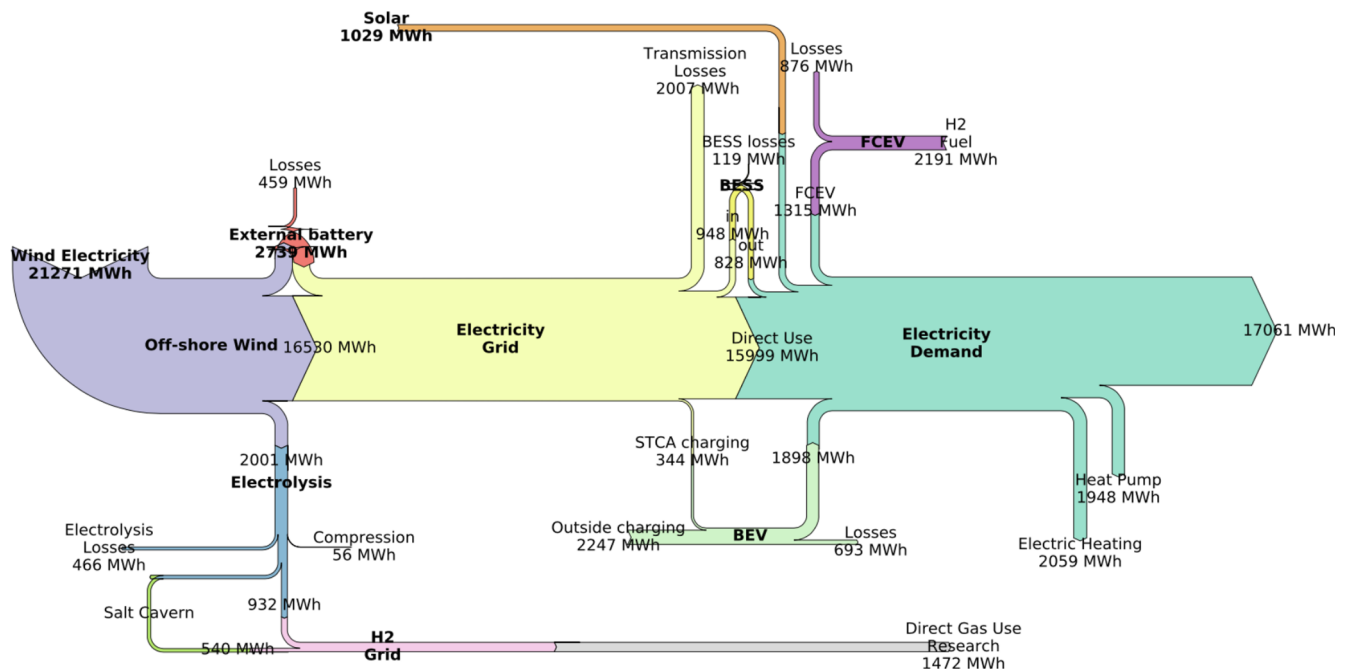 Solar
1029 MWh
Transmission
Losses
2007 MWh
Losses
876 MWh
BESS losses
119 MWh
BESS
H2
Fuel
2191 MWh
FCEV
FCEV
1315 MWh
in
948 MWh
out
828 MWh
Losses
459 MWh
External battery
2739 MWh
Wind Electricity
21271 MWh
Off-shore Wind
16530 MWh
Electricity
Grid
Direct Use
15999 MWh
Electricity
Demand
17061 MWh
2001 MWh
Electrolysis
STCA charging
344 MWh
1898 MWh
Heat Pump
1948 MWh
Electrolysis
Losses
466 MWh
Compression
56 MWh
Outside charging
2247 MWh
BEV
Losses
693 MWh
Electric Heating
2059 MWh
Salt Cavern
932 MWh
540 MWh
H2
Grid
Direct Gas Use
Research
1472 MWh